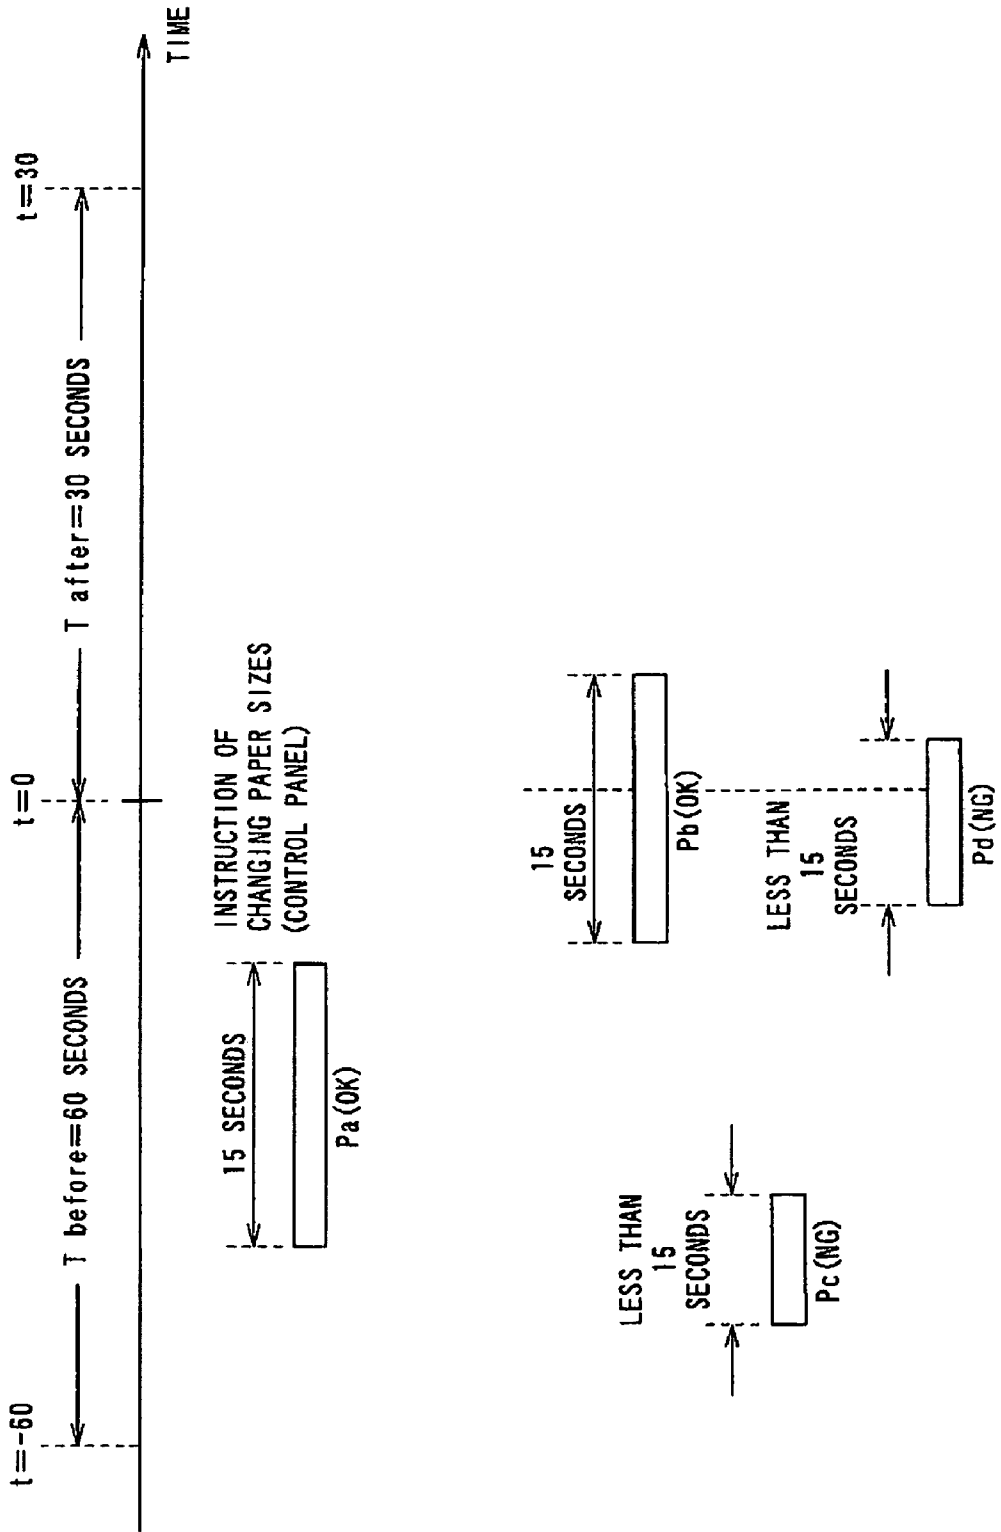 t=-60
t=0
t=30
T before=60 SECONDS
T after=30 SECONDS
TIME
INSTRUCTION OF
CHANGING PAPER SIZES
(CONTROL PANEL)
15 SECONDS
Pa(OK)
15
SECONDS
Pb(OK)
LESS THAN
15
SECONDS
Pc(NG)
LESS THAN
15
SECONDS
Pd(NG)